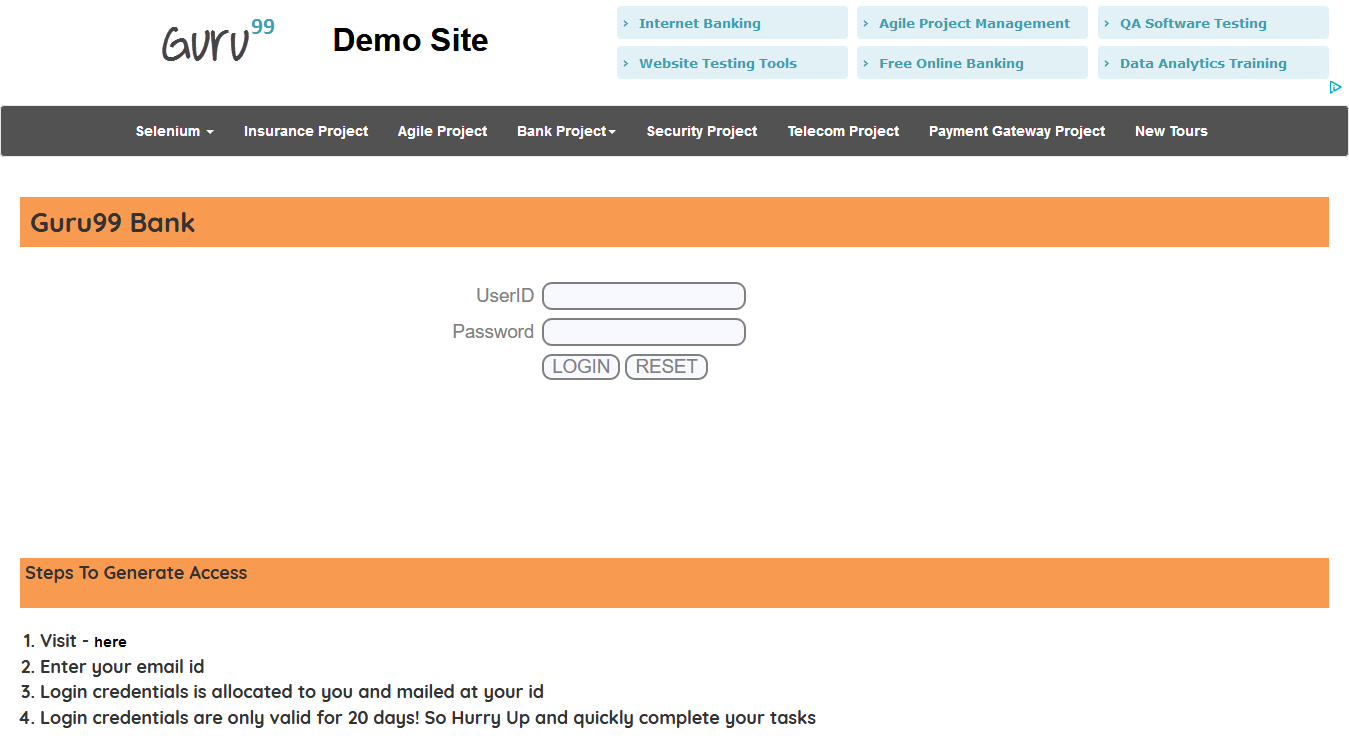 Guru99 Demo Site
› Internet Banking › Agile Project Management › QA Software Testing
› Website Testing Tools › Free Online Banking › Data Analytics Training
Selenium Insurance Project Agile Project Bank Project Security Project Telecom Project Payment Gateway Project New Tours
Guru99 Bank
UserID
Password
LOGIN RESET
Steps To Generate Access
1. Visit - here
2. Enter your email id
3. Login credentials is allocated to you and mailed at your id
4. Login credentials are only valid for 20 days! So Hurry Up and quickly complete your tasks